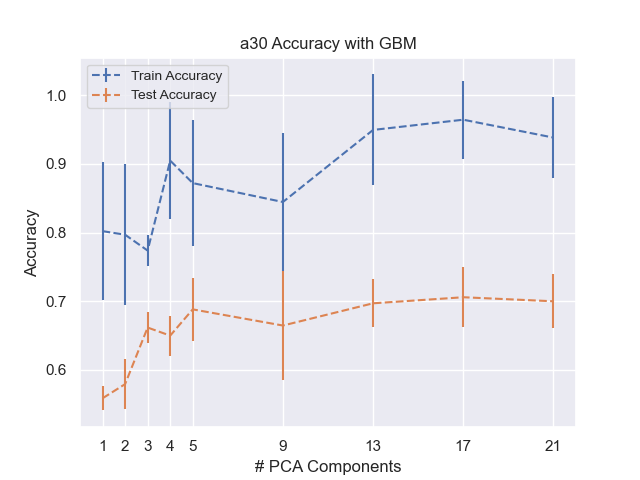 a30 Accuracy with GBM
Train Accuracy
Test Accuracy
1.0
0.9
0.8
0.7
0.6
Accuracy
1 2 3 4 5 9 13 17 21
# PCA Components